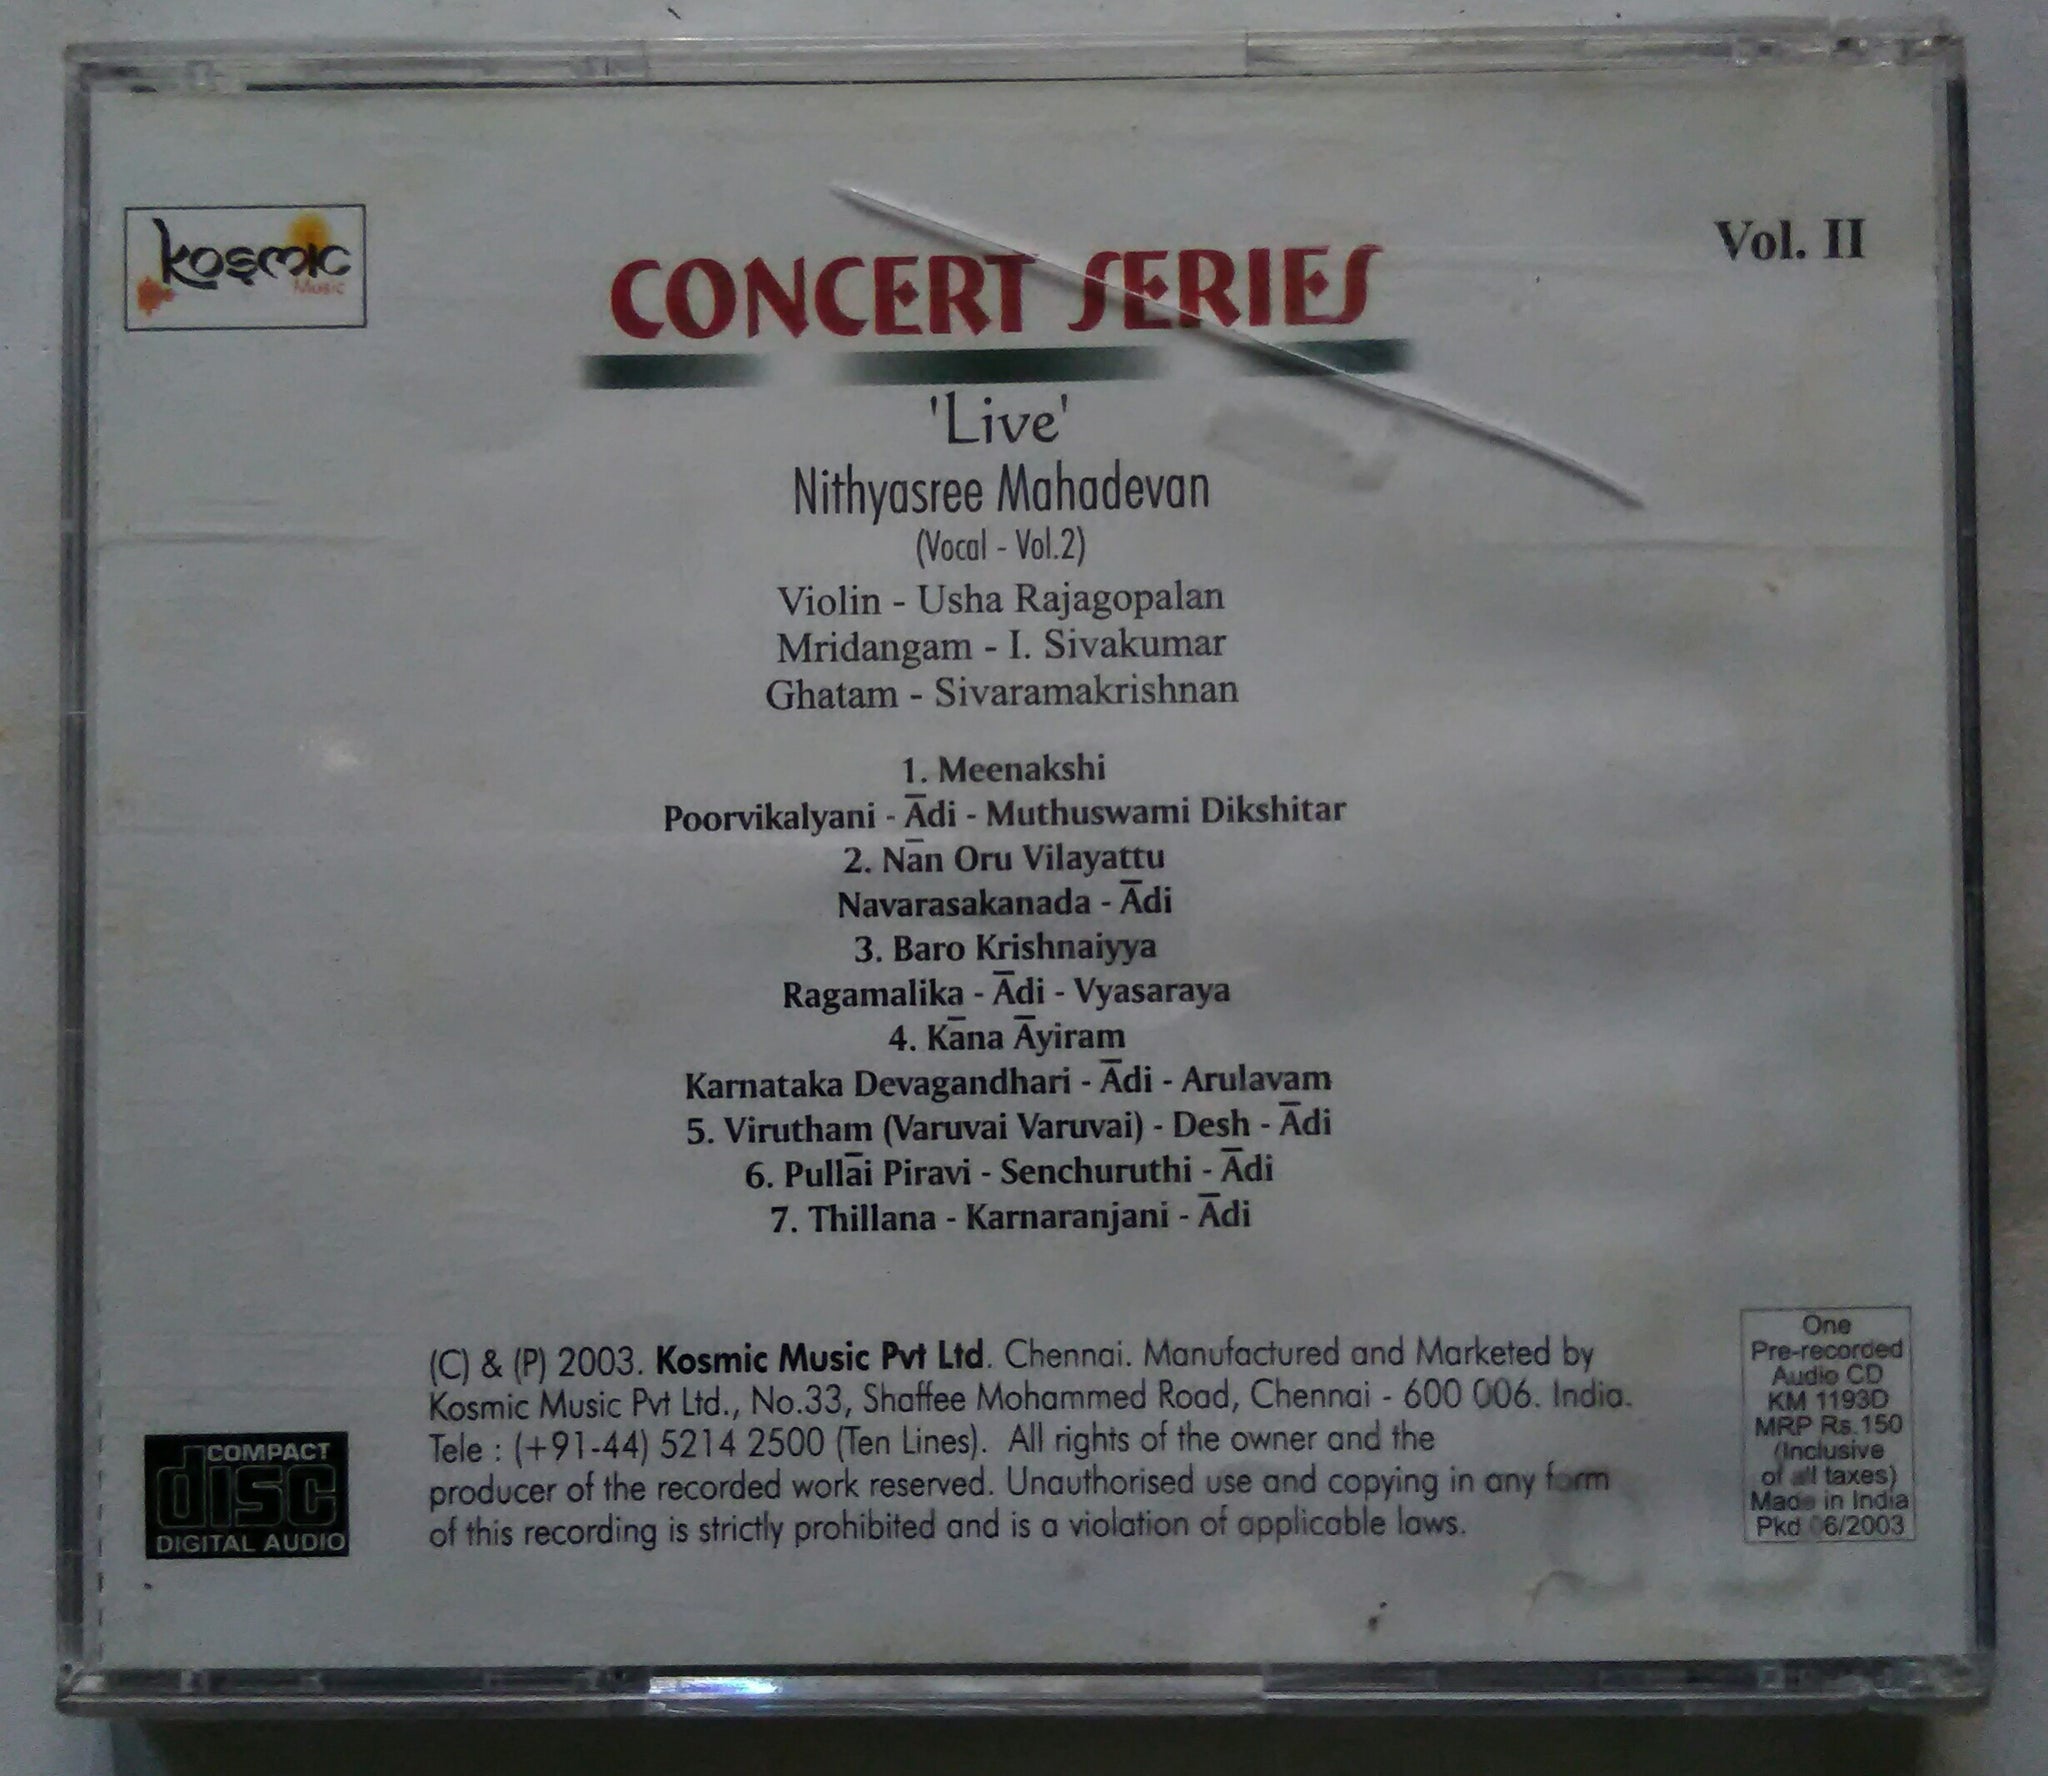 Kosmic
Music
CONCERT SERIES
Vol. II
'Live'
Nithyasree Mahadevan
(Vocal - Vol.2)
Violin - Usha Rajagopalan
Mridangam - I. Sivakumar
Ghatam - Sivaramakrishnan
1. Meenakshi
Poorvikalyani - Ādi - Muthuswami Dikshitar
2. Nān Oru Vilayattu
Navarasakanada - Ādi
3. Baro Krishnaiyya
Ragamalika - Ādi - Vyasaraya
4. Kāna Āyiram
Karnataka Devagandhari - Ādi - Arulavam
5. Virutham (Varuvai Varuvai) - Desh - Ādi
6. Pullāi Piravi - Senchuruthi - Ādi
7. Thillana - Karnaranjani - Ādi
(C) & (P) 2003. Kosmic Music Pvt Ltd. Chennai. Manufactured and Marketed by
Kosmic Music Pvt Ltd., No.33, Shaffee Mohammed Road, Chennai - 600 006. India.
Tele : (+91-44) 5214 2500 (Ten Lines). All rights of the owner and the
producer of the recorded work reserved. Unauthorised use and copying in any form
of this recording is strictly prohibited and is a violation of applicable laws.
COMPACT
disc
DIGITAL AUDIO
One
Pre-recorded
Audio CD
KM 1193D
MRP Rs.150
(Inclusive
of all taxes)
Made in India
Pkd 06/2003